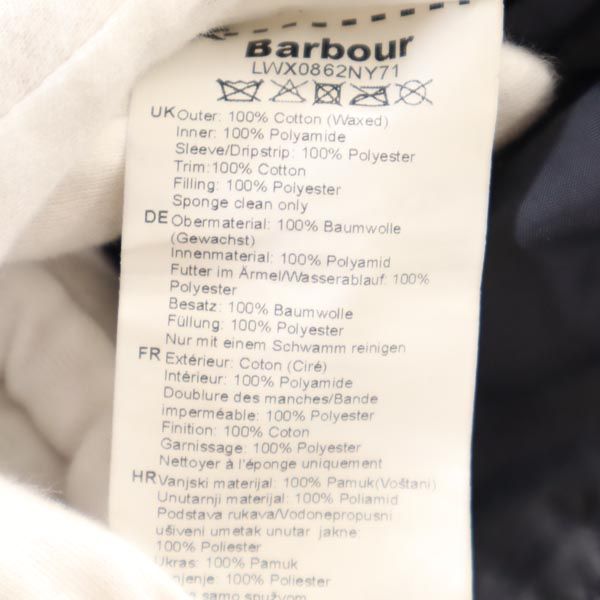 Barbour
LWX0862NY71
UK Outer: 100% Cotton (Waxed)
Inner: 100% Polyamide
Sleeve/Dripstrip: 100% Polyester
Trim:100% Cotton
Filling: 100% Polyester
Sponge clean only
DE Obermaterial: 100% Baumwolle
(Gewachst)
Innenmaterial: 100% Polyamid
Futter im Ärmel/Wasserablauf: 100%
Polyester
Besatz: 100% Baumwolle
Füllung: 100% Polyester
Nur mit einem Schwamm reinigen
FR Extérieur: Coton (Ciré)
Intérieur: 100% Polyamide
Doublure des manches/Bande
imperméable: 100% Polyester
Finition: 100% Coton
Garnissage: 100% Polyester
Nettoyer à l'éponge uniquement
HR Vanjski materijal: 100% Pamuk(Voštani)
Unutarnji materijal: 100% Poliamid
Podstava rukava/Vodonepropusni
ušiveni umetak unutar jakne:
100% Poliester
Ukras: 100% Pamuk
100% Poliester
samo spužvom